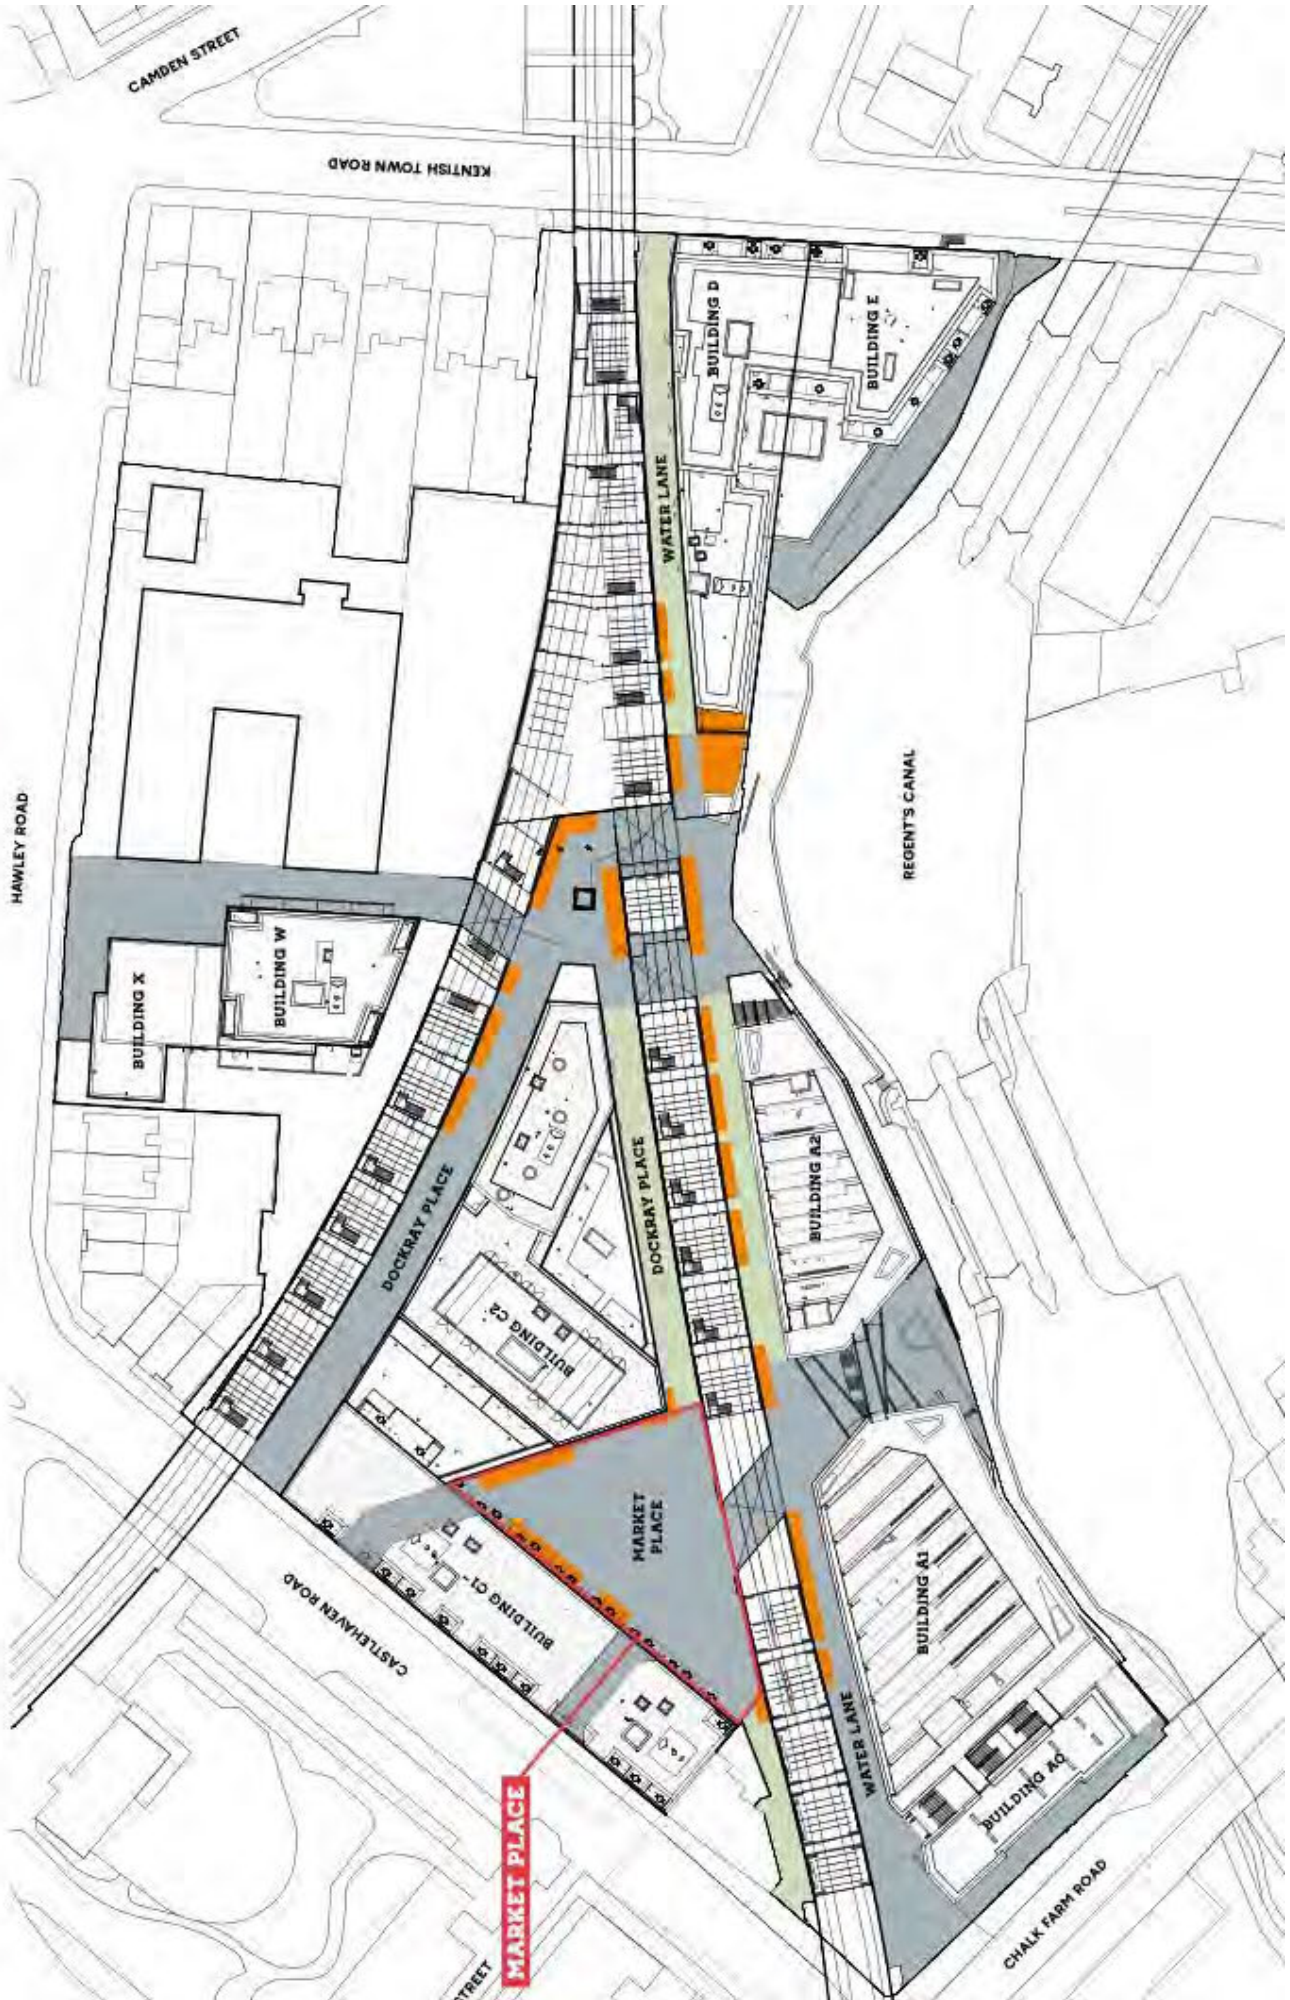 CAMDEN STREET
KENTISH TOWN ROAD
BUILDING D
BUILDING E
WATER LANE
HAWLEY ROAD
REGENT'S CANAL
BUILDING W
BUILDING X
DOCKRAY PLACE
DOCKRAY PLACE
BUILDING A2
BUILDING C2
MARKET
PLACE
BUILDING C1
CASTLEHAVEN ROAD
BUILDING A1
WATER LANE
BUILDING A0
MARKET PLACE
CHALK FARM ROAD
TREET